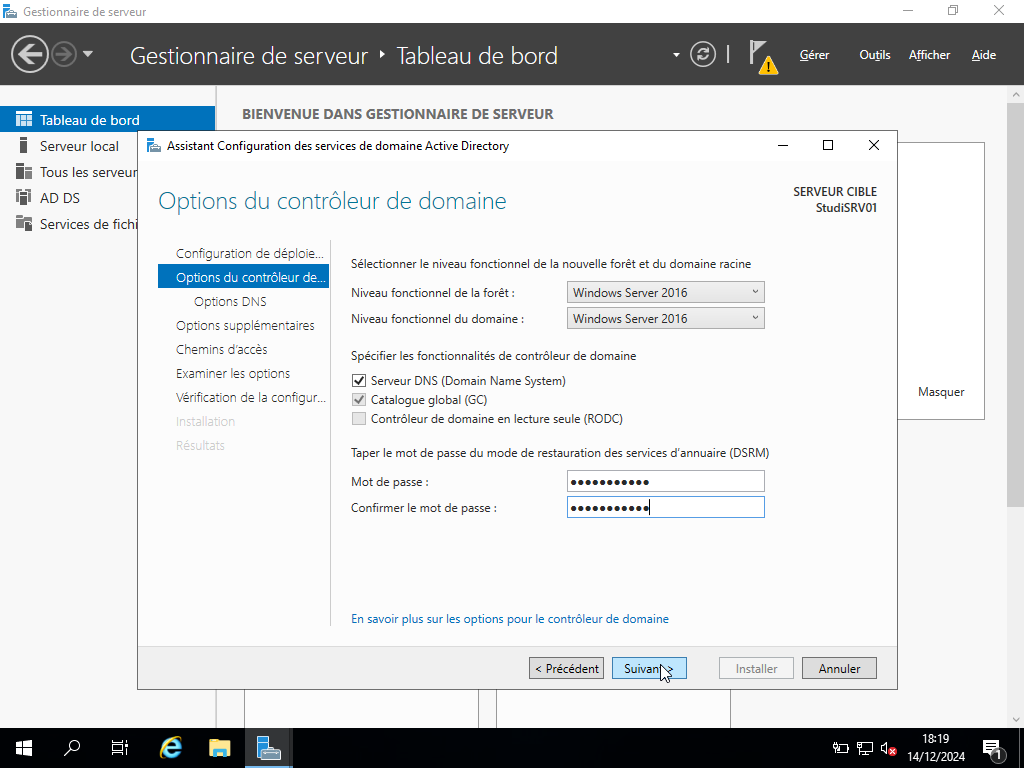 Gestionnaire de serveur
Gestionnaire de serveur ‣ Tableau de bord
Gérer
Outils
Afficher
Aide
Tableau de bord
Serveur local
Tous les serveur
AD DS
Services de fichi
BIENVENUE DANS GESTIONNAIRE DE SERVEUR
Masquer
Assistant Configuration des services de domaine Active Directory
Options du contrôleur de domaine
SERVEUR CIBLE
StudiSRV01
Configuration de déploie...
Options du contrôleur de...
Options DNS
Options supplémentaires
Chemins d'accès
Examiner les options
Vérification de la configur...
Installation
Résultats
Sélectionner le niveau fonctionnel de la nouvelle forêt et du domaine racine
Niveau fonctionnel de la forêt : Windows Server 2016
Niveau fonctionnel du domaine : Windows Server 2016
Spécifier les fonctionnalités de contrôleur de domaine
Serveur DNS (Domain Name System)
Catalogue global (GC)
Contrôleur de domaine en lecture seule (RODC)
Taper le mot de passe du mode de restauration des services d'annuaire (DSRM)
Mot de passe : ●●●●●●●●●●●
Confirmer le mot de passe : ●●●●●●●●●●●
En savoir plus sur les options pour le contrôleur de domaine
< Précédent
Suivant >
Installer
Annuler
18:19
14/12/2024
1